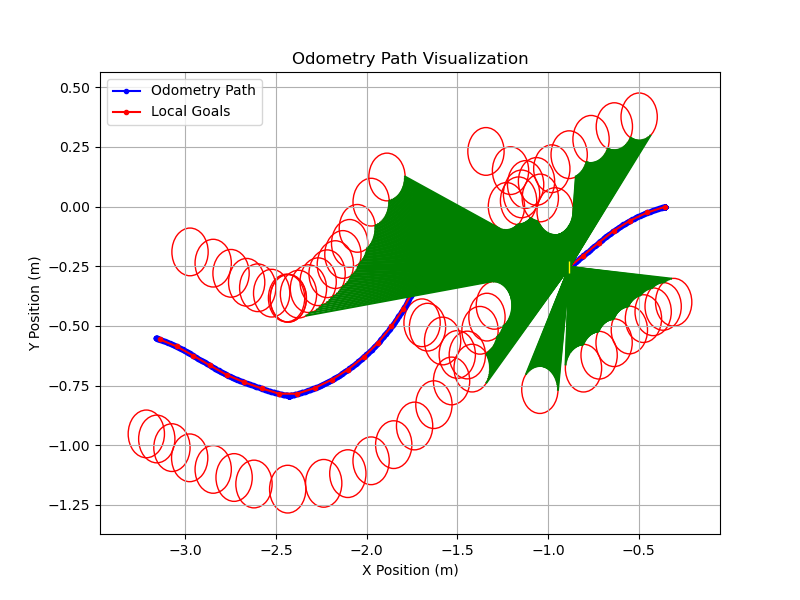 Odometry Path Visualization
Odometry Path
Local Goals
0.50
0.25
0.00
−0.25
−0.50
−0.75
−1.00
−1.25
Y Position (m)
−3.0 −2.5 −2.0 −1.5 −1.0 −0.5
X Position (m)